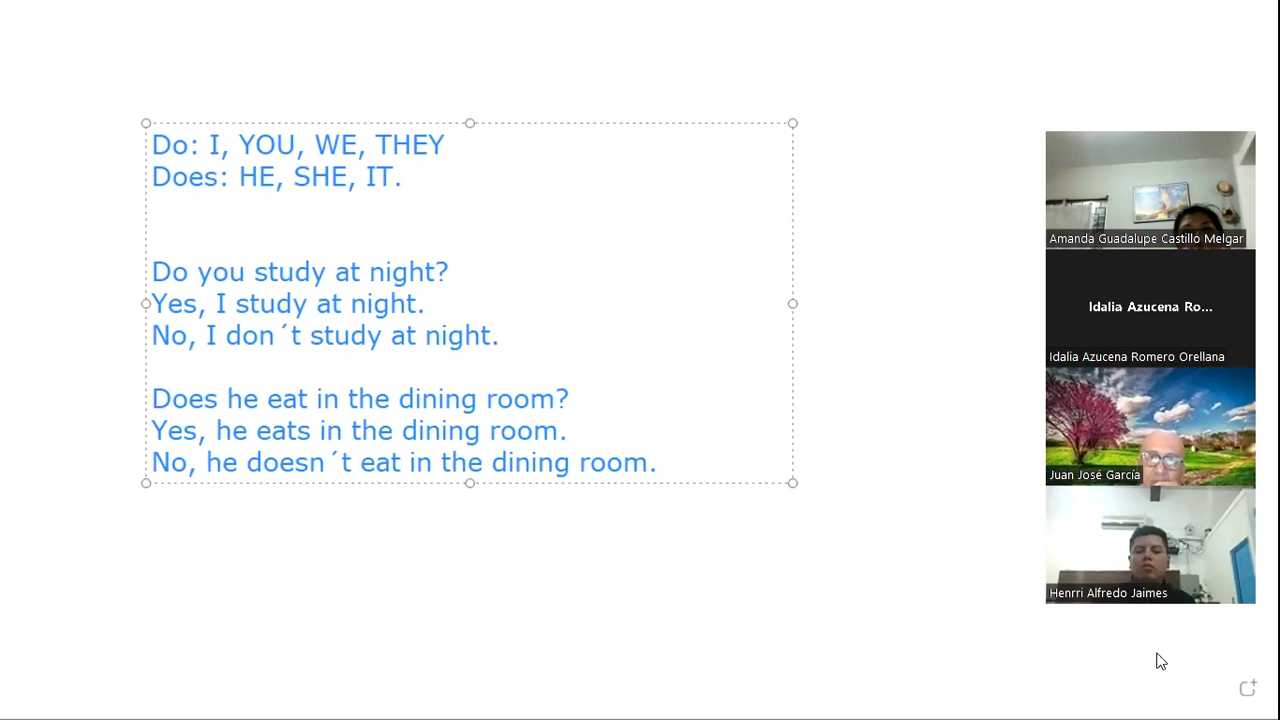 Do: I, YOU, WE, THEY
Does: HE, SHE, IT.
Do you study at night?
Yes, I study at night.
No, I don´t study at night.
Does he eat in the dining room?
Yes, he eats in the dining room.
No, he doesn´t eat in the dining room.
Amanda Guadalupe Castillo Melgar
Idalia Azucena Ro...
Idalia Azucena Romero Orellana
Juan José García
Henrri Alfredo Jaimes